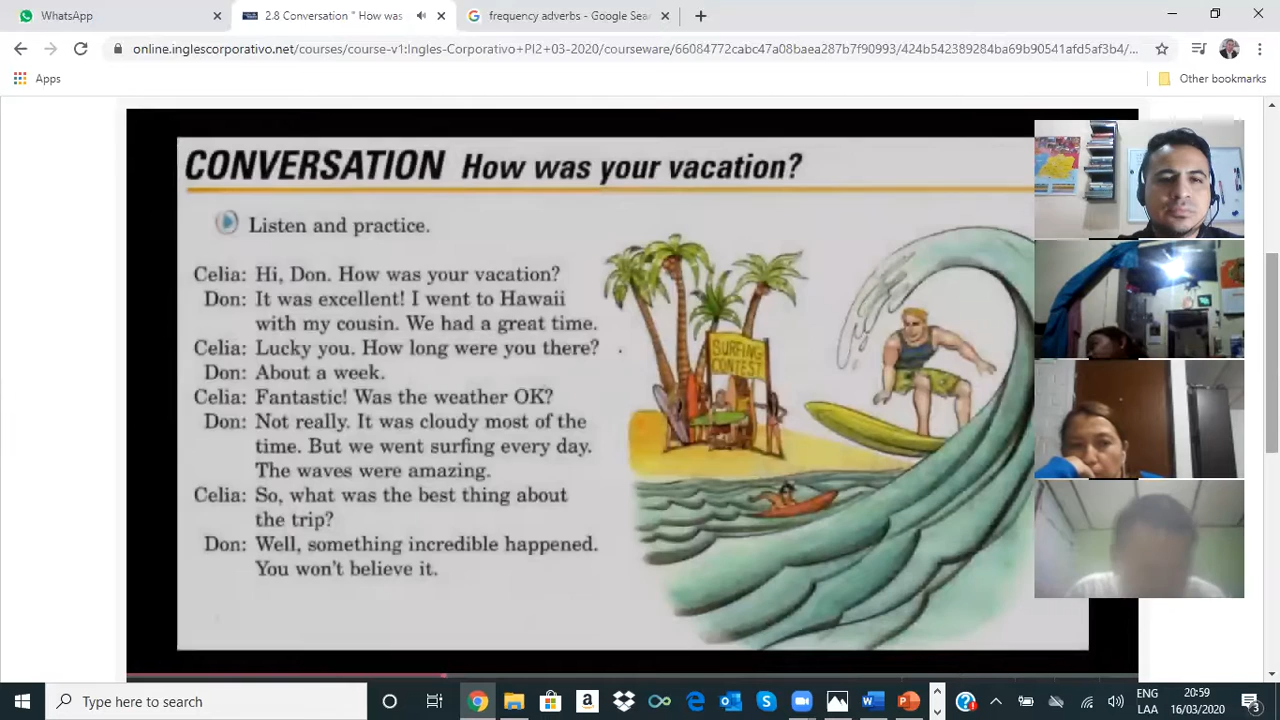 WhatsApp
2.8 Conversation " How was
frequency adverbs - Google Sea
online.inglescorporativo.net/courses/course-v1:Ingles-Corporativo+PI2+03-2020/courseware/66084772cabc47a08baea287b7f90993/424b542389284ba69b90541afd5af3b4/...
Apps
Other bookmarks
CONVERSATION How was your vacation?
Listen and practice.
Celia: Hi, Don. How was your vacation?
Don: It was excellent! I went to Hawaii
with my cousin. We had a great time.
Celia: Lucky you. How long were you there?
Don: About a week.
Celia: Fantastic! Was the weather OK?
Don: Not really. It was cloudy most of the
time. But we went surfing every day.
The waves were amazing.
Celia: So, what was the best thing about
the trip?
Don: Well, something incredible happened.
You won't believe it.
SURFING
CONTEST
Type here to search
ENG
LAA
20:59
16/03/2020
3